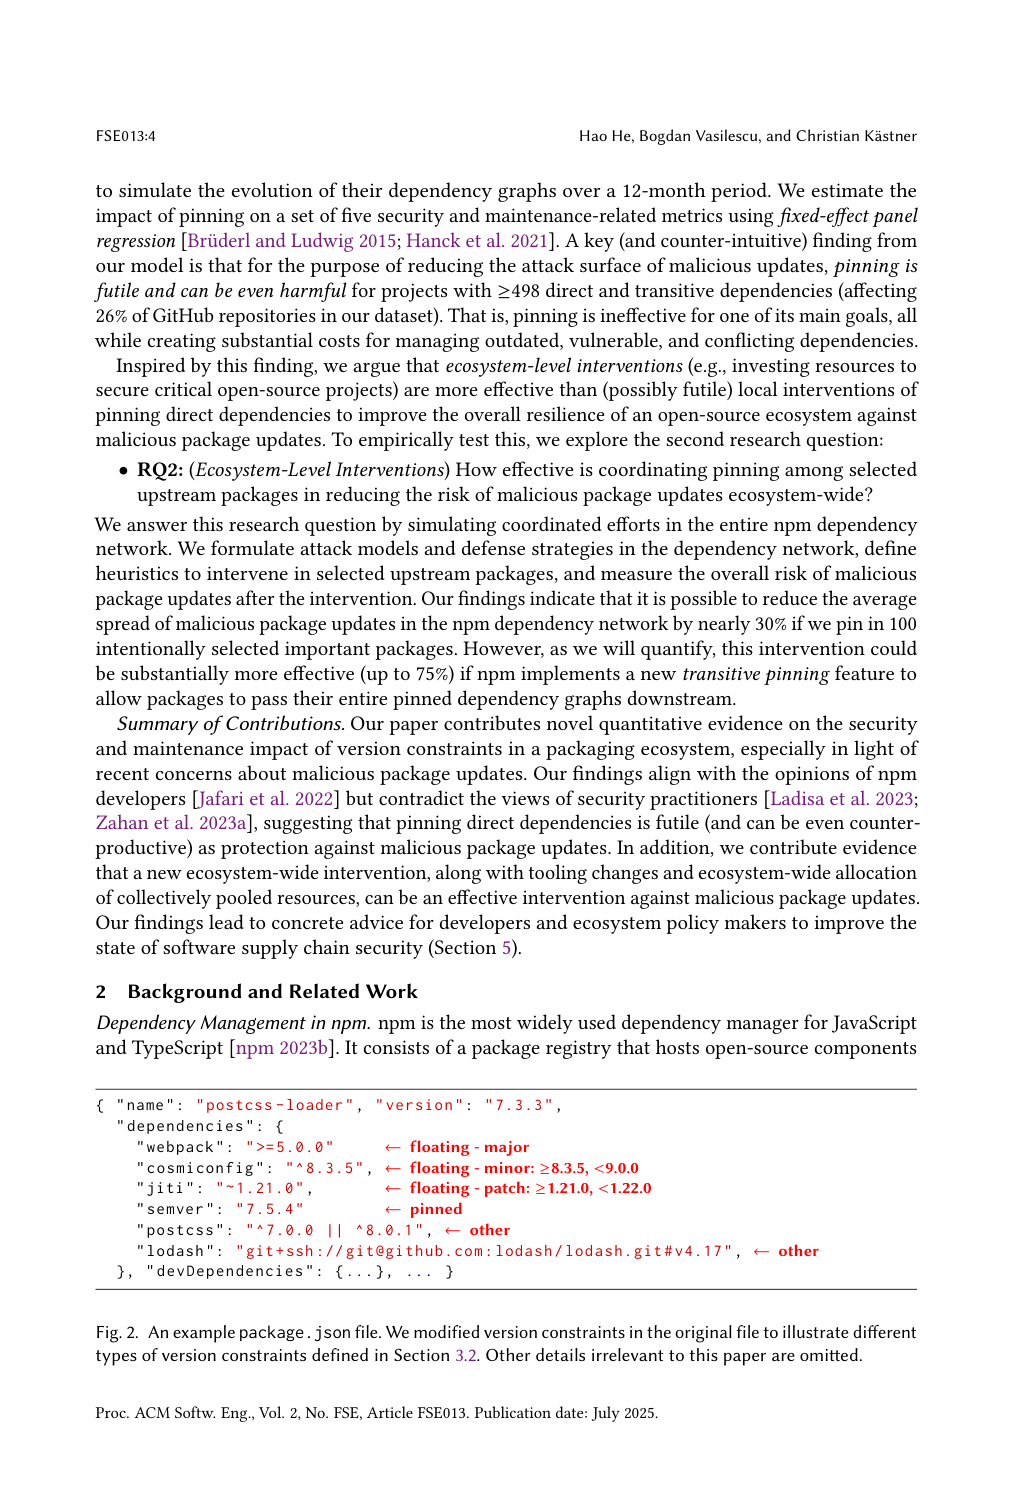 FSE013:4 Hao He, Bogdan Vasilescu, and Christian Kästner
to simulate the evolution of their dependency graphs over a 12-month period. We estimate the
impact of pinning on a set of five security and maintenance-related metrics using fixed-effect panel
regression [Brüderl and Ludwig 2015; Hanck et al. 2021]. A key (and counter-intuitive) finding from
our model is that for the purpose of reducing the attack surface of malicious updates, pinning is
futile and can be even harmful for projects with ≥498 direct and transitive dependencies (affecting
26% of GitHub repositories in our dataset). That is, pinning is ineffective for one of its main goals, all
while creating substantial costs for managing outdated, vulnerable, and conflicting dependencies.
Inspired by this finding, we argue that ecosystem-level interventions (e.g., investing resources to
secure critical open-source projects) are more effective than (possibly futile) local interventions of
pinning direct dependencies to improve the overall resilience of an open-source ecosystem against
malicious package updates. To empirically test this, we explore the second research question:
• RQ2: (Ecosystem-Level Interventions) How effective is coordinating pinning among selected
upstream packages in reducing the risk of malicious package updates ecosystem-wide?
We answer this research question by simulating coordinated efforts in the entire npm dependency
network. We formulate attack models and defense strategies in the dependency network, define
heuristics to intervene in selected upstream packages, and measure the overall risk of malicious
package updates after the intervention. Our findings indicate that it is possible to reduce the average
spread of malicious package updates in the npm dependency network by nearly 30% if we pin in 100
intentionally selected important packages. However, as we will quantify, this intervention could
be substantially more effective (up to 75%) if npm implements a new transitive pinning feature to
allow packages to pass their entire pinned dependency graphs downstream.
Summary of Contributions. Our paper contributes novel quantitative evidence on the security
and maintenance impact of version constraints in a packaging ecosystem, especially in light of
recent concerns about malicious package updates. Our findings align with the opinions of npm
developers [Jafari et al. 2022] but contradict the views of security practitioners [Ladisa et al. 2023;
Zahan et al. 2023a], suggesting that pinning direct dependencies is futile (and can be even counter-
productive) as protection against malicious package updates. In addition, we contribute evidence
that a new ecosystem-wide intervention, along with tooling changes and ecosystem-wide allocation
of collectively pooled resources, can be an effective intervention against malicious package updates.
Our findings lead to concrete advice for developers and ecosystem policy makers to improve the
state of software supply chain security (Section 5).
2 Background and Related Work
Dependency Management in npm. npm is the most widely used dependency manager for JavaScript
and TypeScript [npm 2023b]. It consists of a package registry that hosts open-source components
{ "name": "postcss-loader", "version": "7.3.3",
"dependencies": {
"webpack": ">=5.0.0" ← floating - major
"cosmiconfig": "^8.3.5", ← floating - minor: ≥8.3.5, <9.0.0
"jiti": "~1.21.0", ← floating - patch: ≥1.21.0, <1.22.0
"semver": "7.5.4" ← pinned
"postcss": "^7.0.0 || ^8.0.1", ← other
"lodash": "git+ssh://git@github.com:lodash/lodash.git#v4.17", ← other
}, "devDependencies": {...}, ... }
Fig. 2. An example package.json file. We modified version constraints in the original file to illustrate different
types of version constraints defined in Section 3.2. Other details irrelevant to this paper are omitted.
Proc. ACM Softw. Eng., Vol. 2, No. FSE, Article FSE013. Publication date: July 2025.